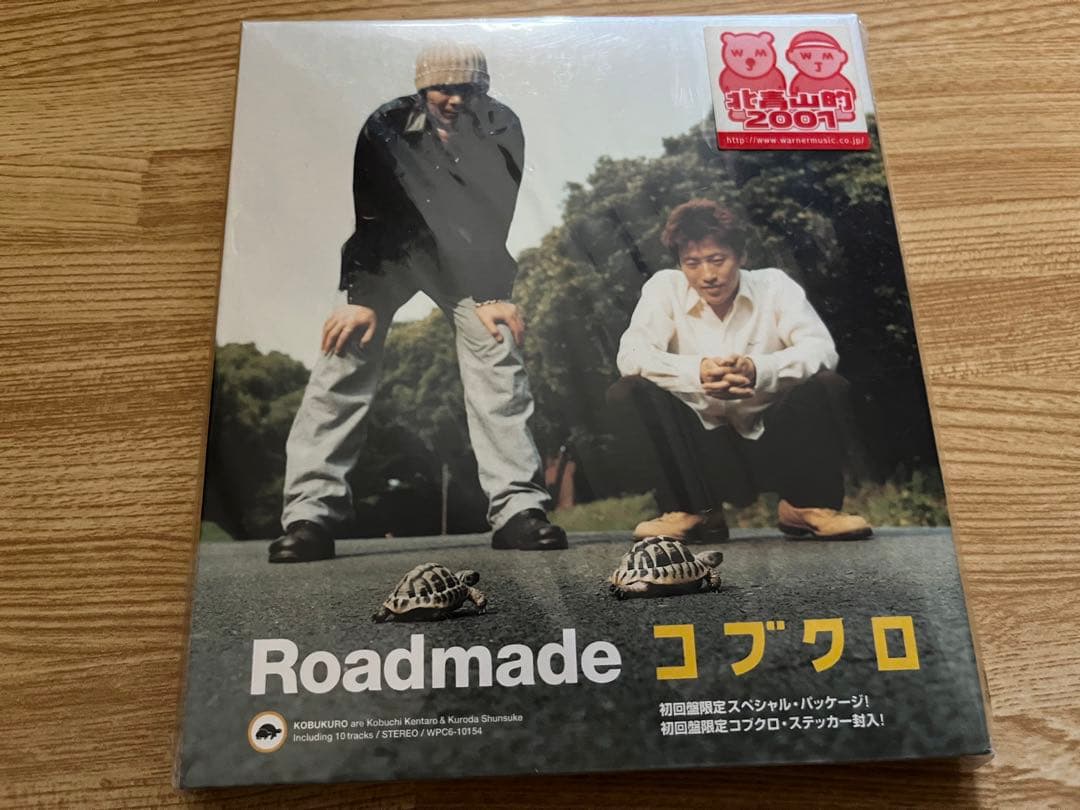 WMJ
WMJ
北青山的
2001
http://www.warnermusic.co.jp/
Roadmade コブクロ
初回盤限定スペシャル・パッケージ!
初回盤限定コブクロ・ステッカー封入!
KOBUKURO are Kobuchi Kentaro & Kuroda Shunsuke
Including 10 tracks / STEREO / WPC6-10154